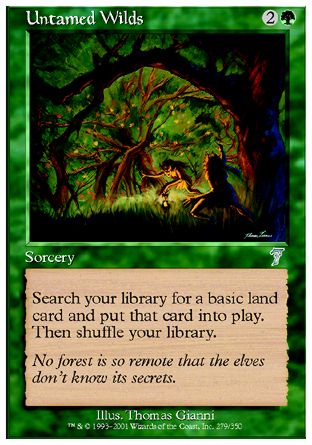 Untamed Wilds 2
Sorcery
Search your library for a basic land
card and put that card into play.
Then shuffle your library.
No forest is so remote that the elves
don't know its secrets.
Illus. Thomas Gianni
™ & © 1993–2001 Wizards of the Coast, Inc. 279/350